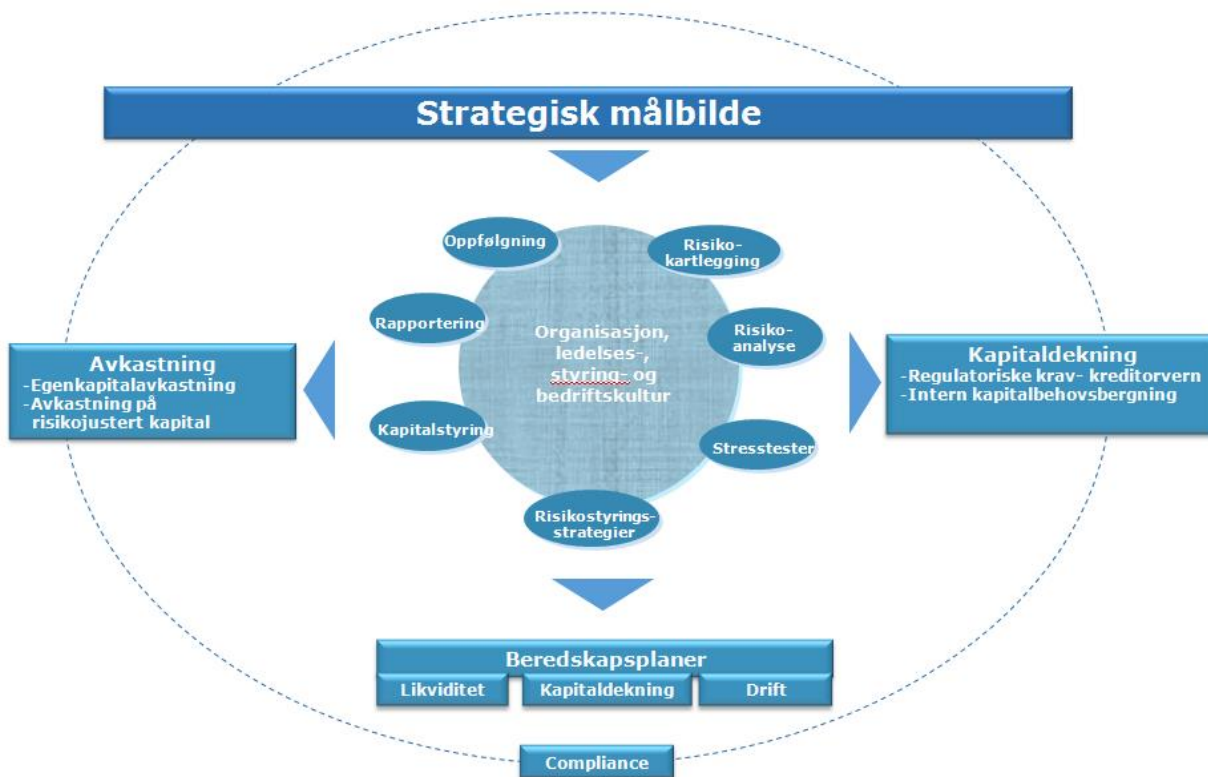 Strategisk målbilde
Oppfølgning
Risiko-
kartlegging
Rapportering
Organisasjon,
ledelses-,
styring- og
bedriftskultur
Risiko-
analyse
Avkastning
-Egenkapitalavkastning
-Avkastning på
risikojustert kapital
Kapitaldekning
-Regulatoriske krav- kreditorvern
-Intern kapitalbehovsbergning
Kapitalstyring
Stresstester
Risikostyrings-
strategier
Beredskapsplaner
Likviditet
Kapitaldekning
Drift
Compliance